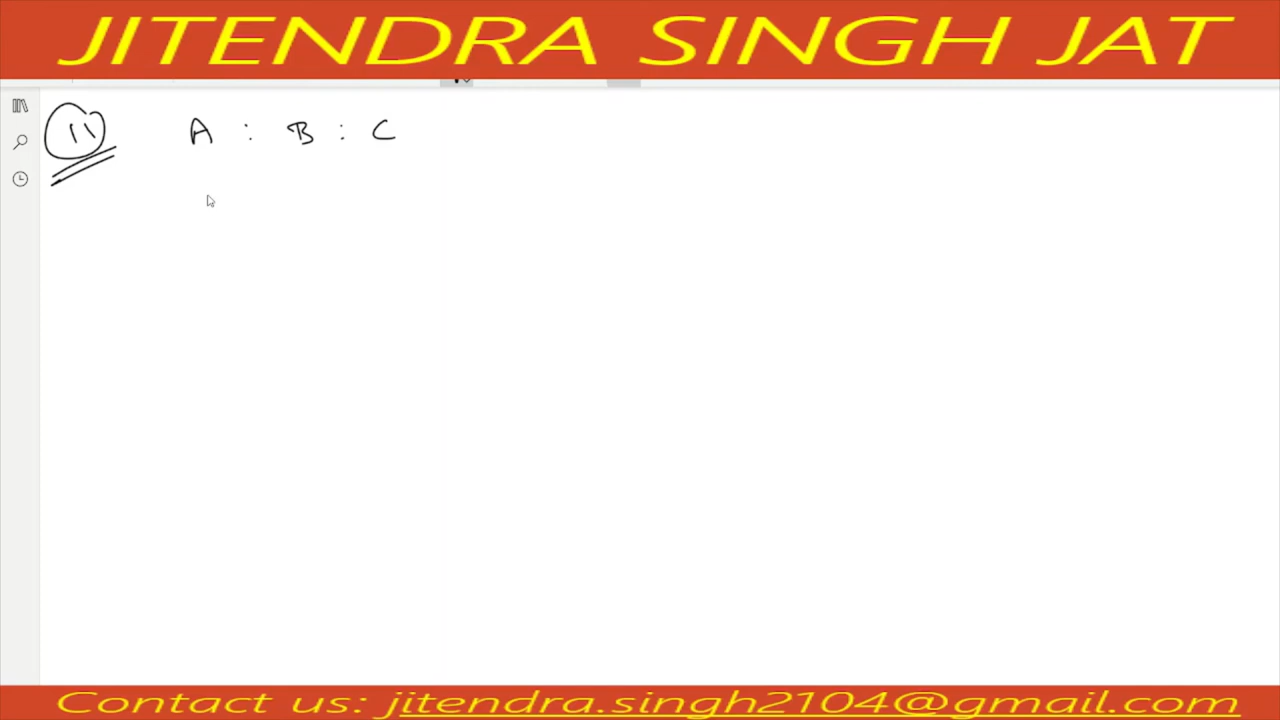 JITENDRA SINGH JAT
11 A : B : C
Contact us: jitendra.singh2104@gmail.com